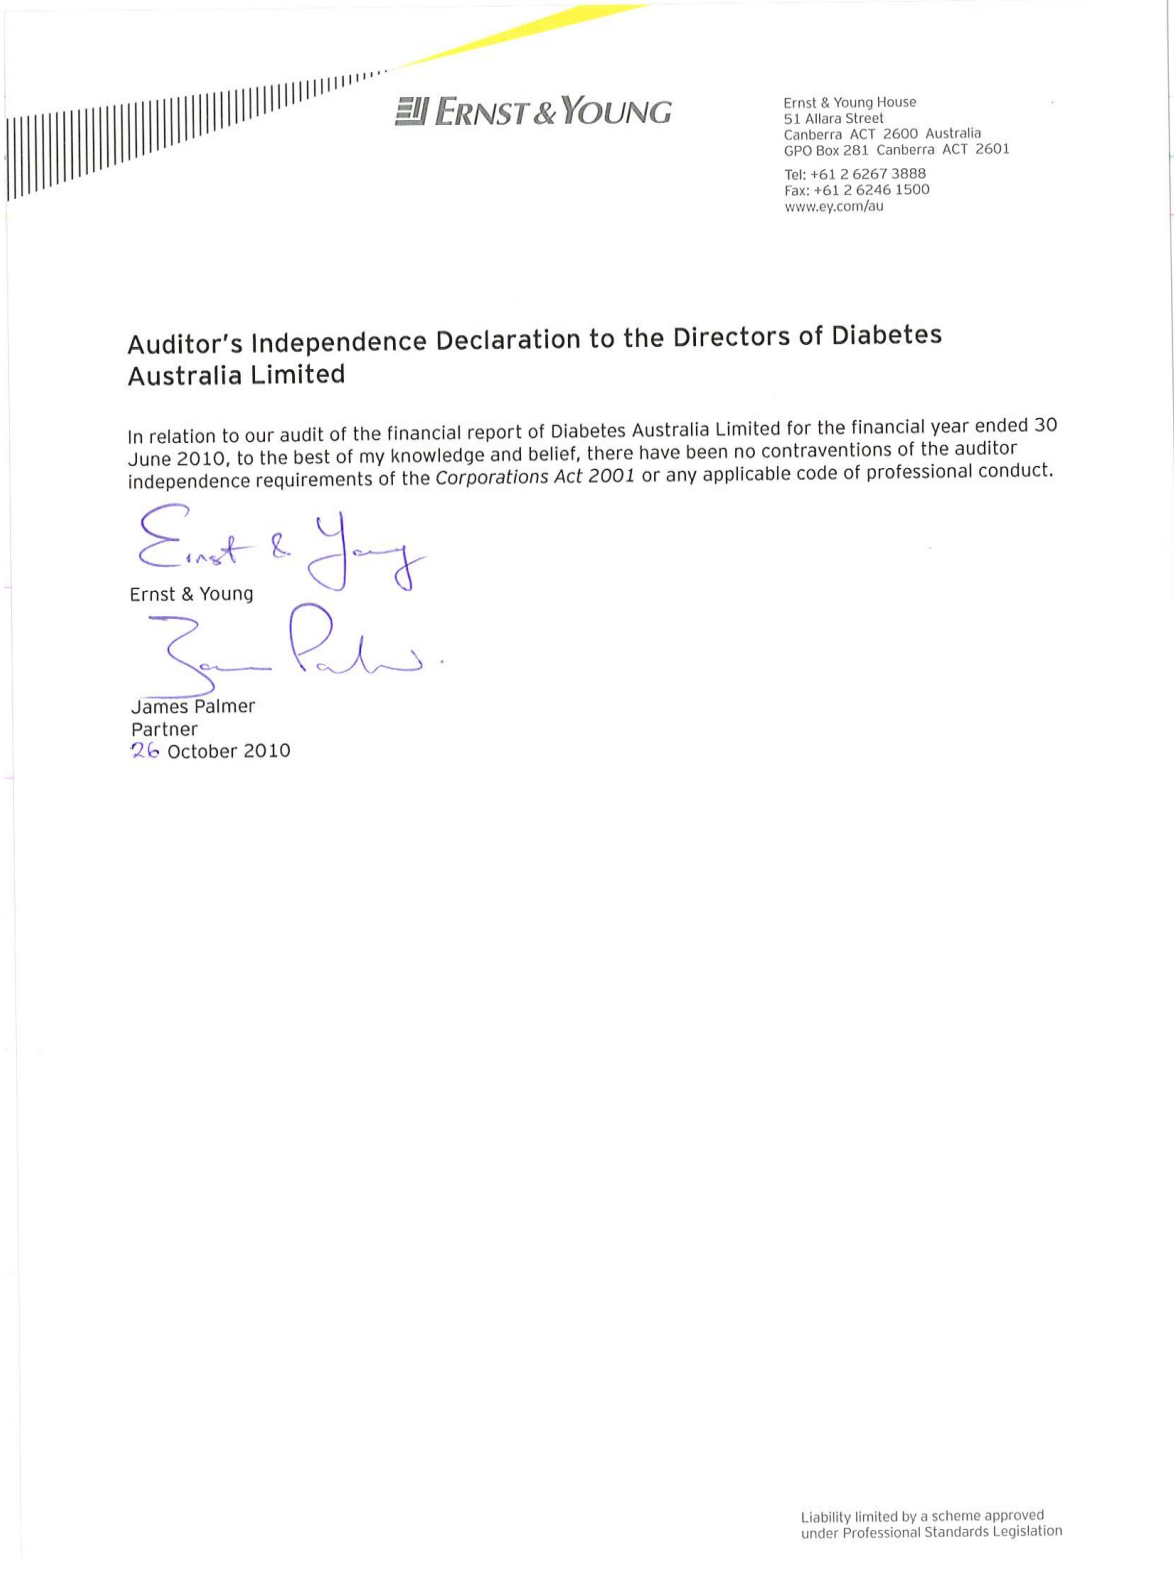 ERNST & YOUNG
Ernst & Young House
51 Allara Street
Canberra ACT 2600 Australia
GPO Box 281 Canberra ACT 2601
Tel: +61 2 6267 3888
Fax: +61 2 6246 1500
www.ey.com/au
Auditor's Independence Declaration to the Directors of Diabetes
Australia Limited
In relation to our audit of the financial report of Diabetes Australia Limited for the financial year ended 30
June 2010, to the best of my knowledge and belief, there have been no contraventions of the auditor
independence requirements of the Corporations Act 2001 or any applicable code of professional conduct.
Ernst & Young
Ernst & Young
James Palmer
Partner
26 October 2010
Liability limited by a scheme approved
under Professional Standards Legislation